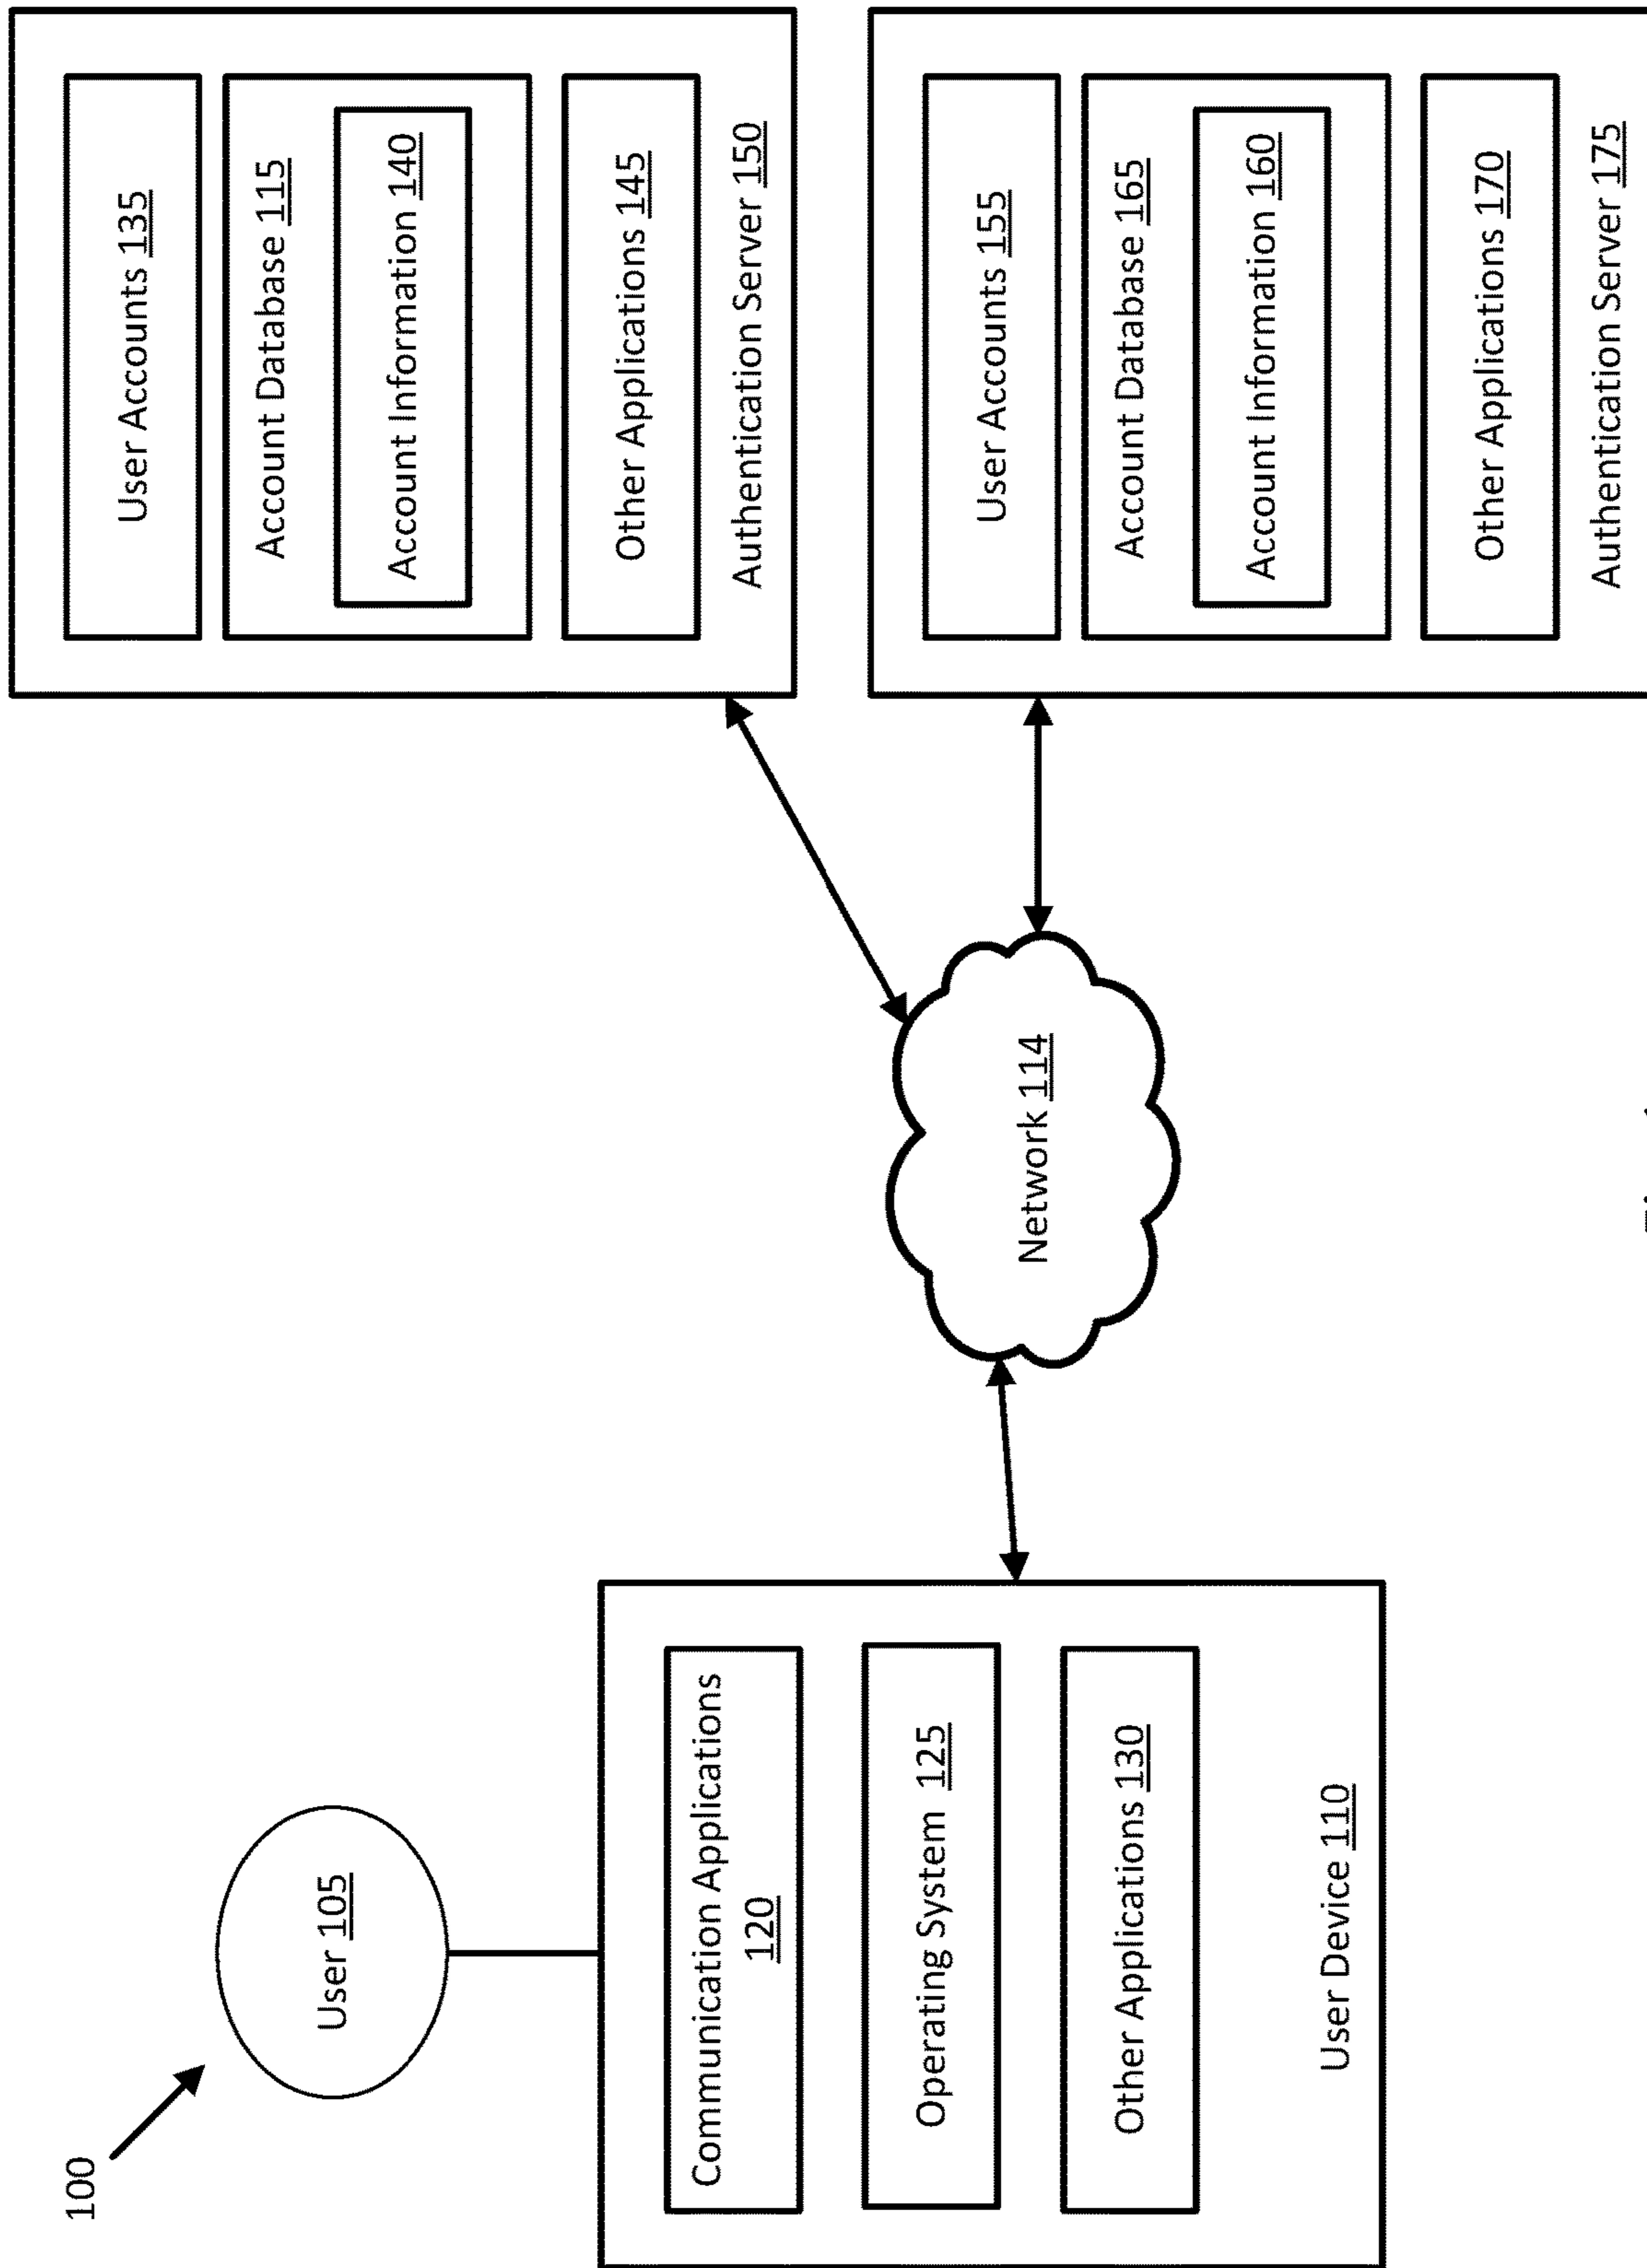 100
User 105
Communication Applications
120
Operating System 125
Other Applications 130
User Device 110
Network 114
User Accounts 135
Account Database 115
Account Information 140
Other Applications 145
Authentication Server 150
User Accounts 155
Account Database 165
Account Information 160
Other Applications 170
Authentication Server 175